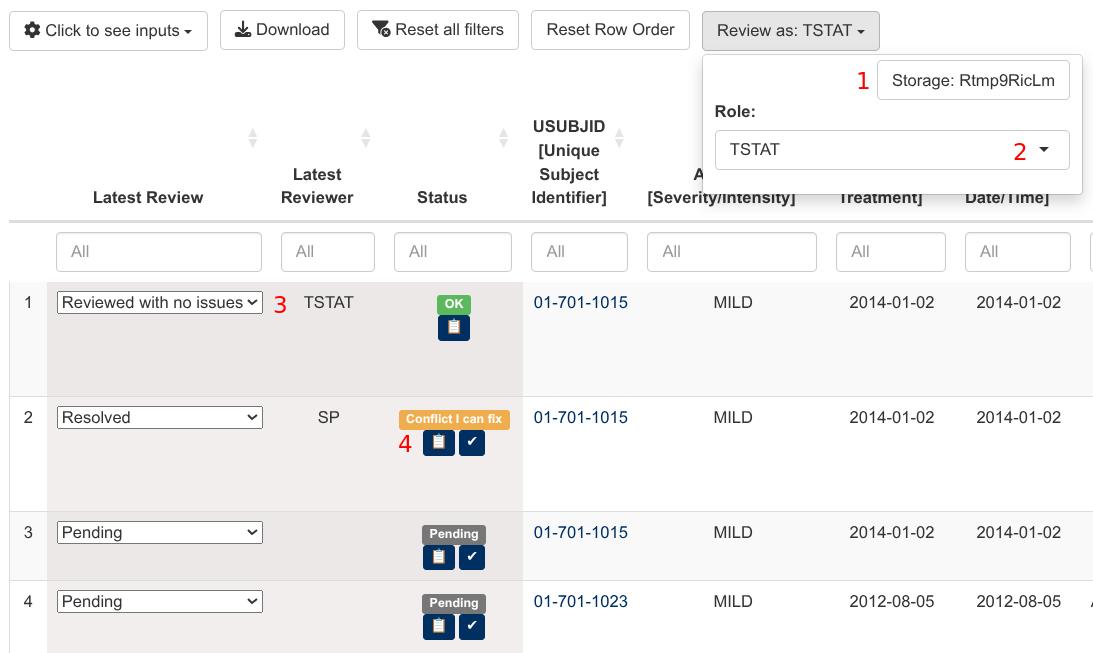 Click to see inputs Download Reset all filters Reset Row Order Review as: TSTAT
1 Storage: Rtmp9RicLm
Role:
TSTAT 2
Latest Review Latest Reviewer Status USUBJID [Unique Subject Identifier] A [Severity/Intensity] Treatment] Date/Time]
All All All All All All All
1 Reviewed with no issues 3 TSTAT OK 01-701-1015 MILD 2014-01-02 2014-01-02
2 Resolved SP Conflict I can fix 01-701-1015 MILD 2014-01-02 2014-01-02
4
3 Pending Pending 01-701-1015 MILD 2014-01-02 2014-01-02
4 Pending Pending 01-701-1023 MILD 2012-08-05 2012-08-05